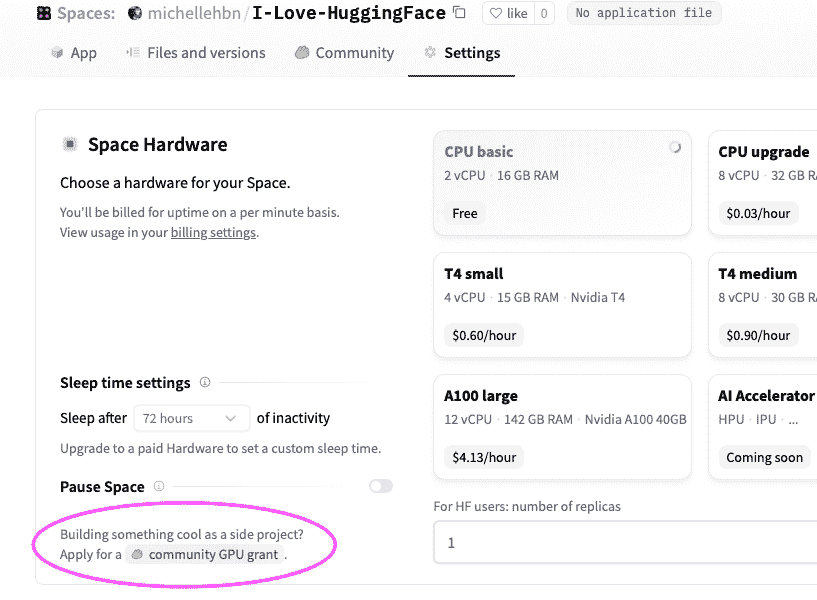 Spaces: michellehbn / I-Love-HuggingFace like 0 No application file
App Files and versions Community Settings
Space Hardware
Choose a hardware for your Space.
You'll be billed for uptime on a per minute basis.
View usage in your billing settings.
CPU basic
2 vCPU · 16 GB RAM
Free
CPU upgrade
8 vCPU · 32 GB
$0.03/hour
T4 small
4 vCPU · 15 GB RAM · Nvidia T4
$0.60/hour
T4 medium
8 vCPU · 30 GB
$0.90/hour
A100 large
12 vCPU · 142 GB RAM · Nvidia A100 40GB
$4.13/hour
AI Accelerator
HPU · IPU · ...
Coming soon
Sleep time settings
Sleep after 72 hours of inactivity
Upgrade to a paid Hardware to set a custom sleep time.
Pause Space
Building something cool as a side project?
Apply for a community GPU grant .
For HF users: number of replicas
1